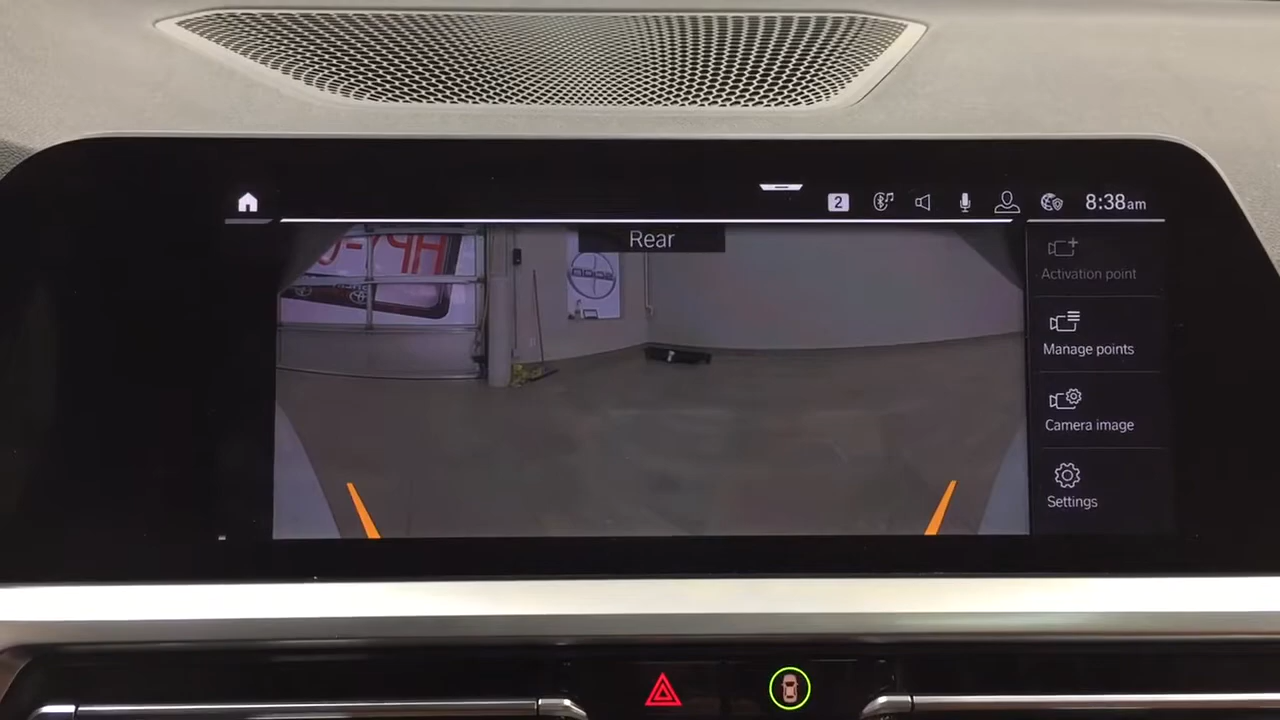 2
8:38am
Rear
Activation point
Manage points
Camera image
Settings